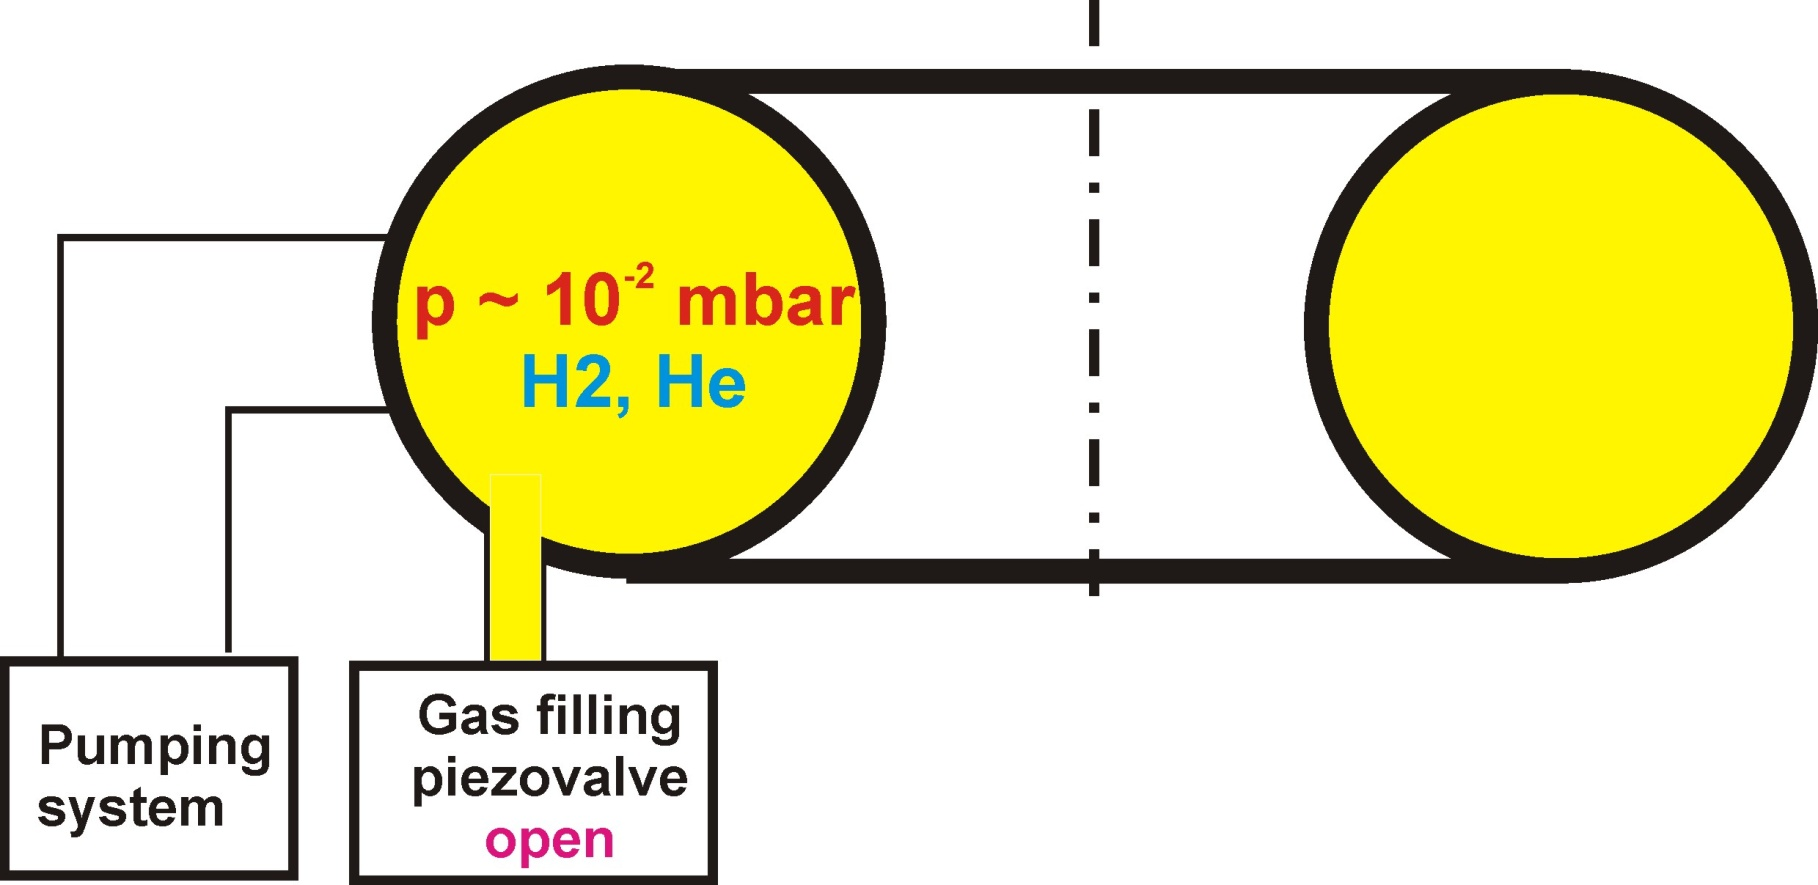 p ~ 10⁻² mbar
H2, He
Pumping
system
Gas filling
piezovalve
open